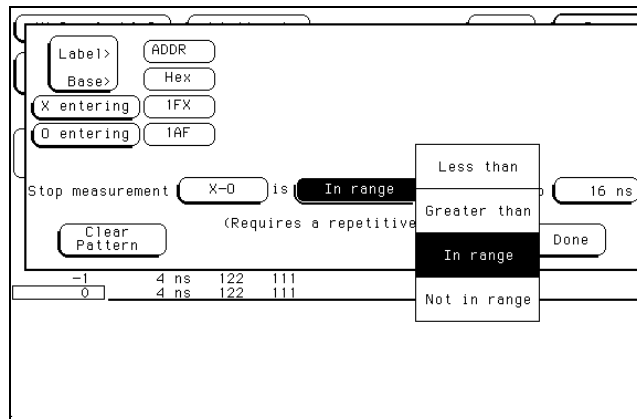 Label> ADDR
Base> Hex
X entering 1FX
O entering 1AF
Less than
Stop measurement X-O is In range 16 ns
Greater than
(Requires a repetitive
Clear
Pattern
In range
Done
Not in range
-1 4 ns 122 111
0 4 ns 122 111